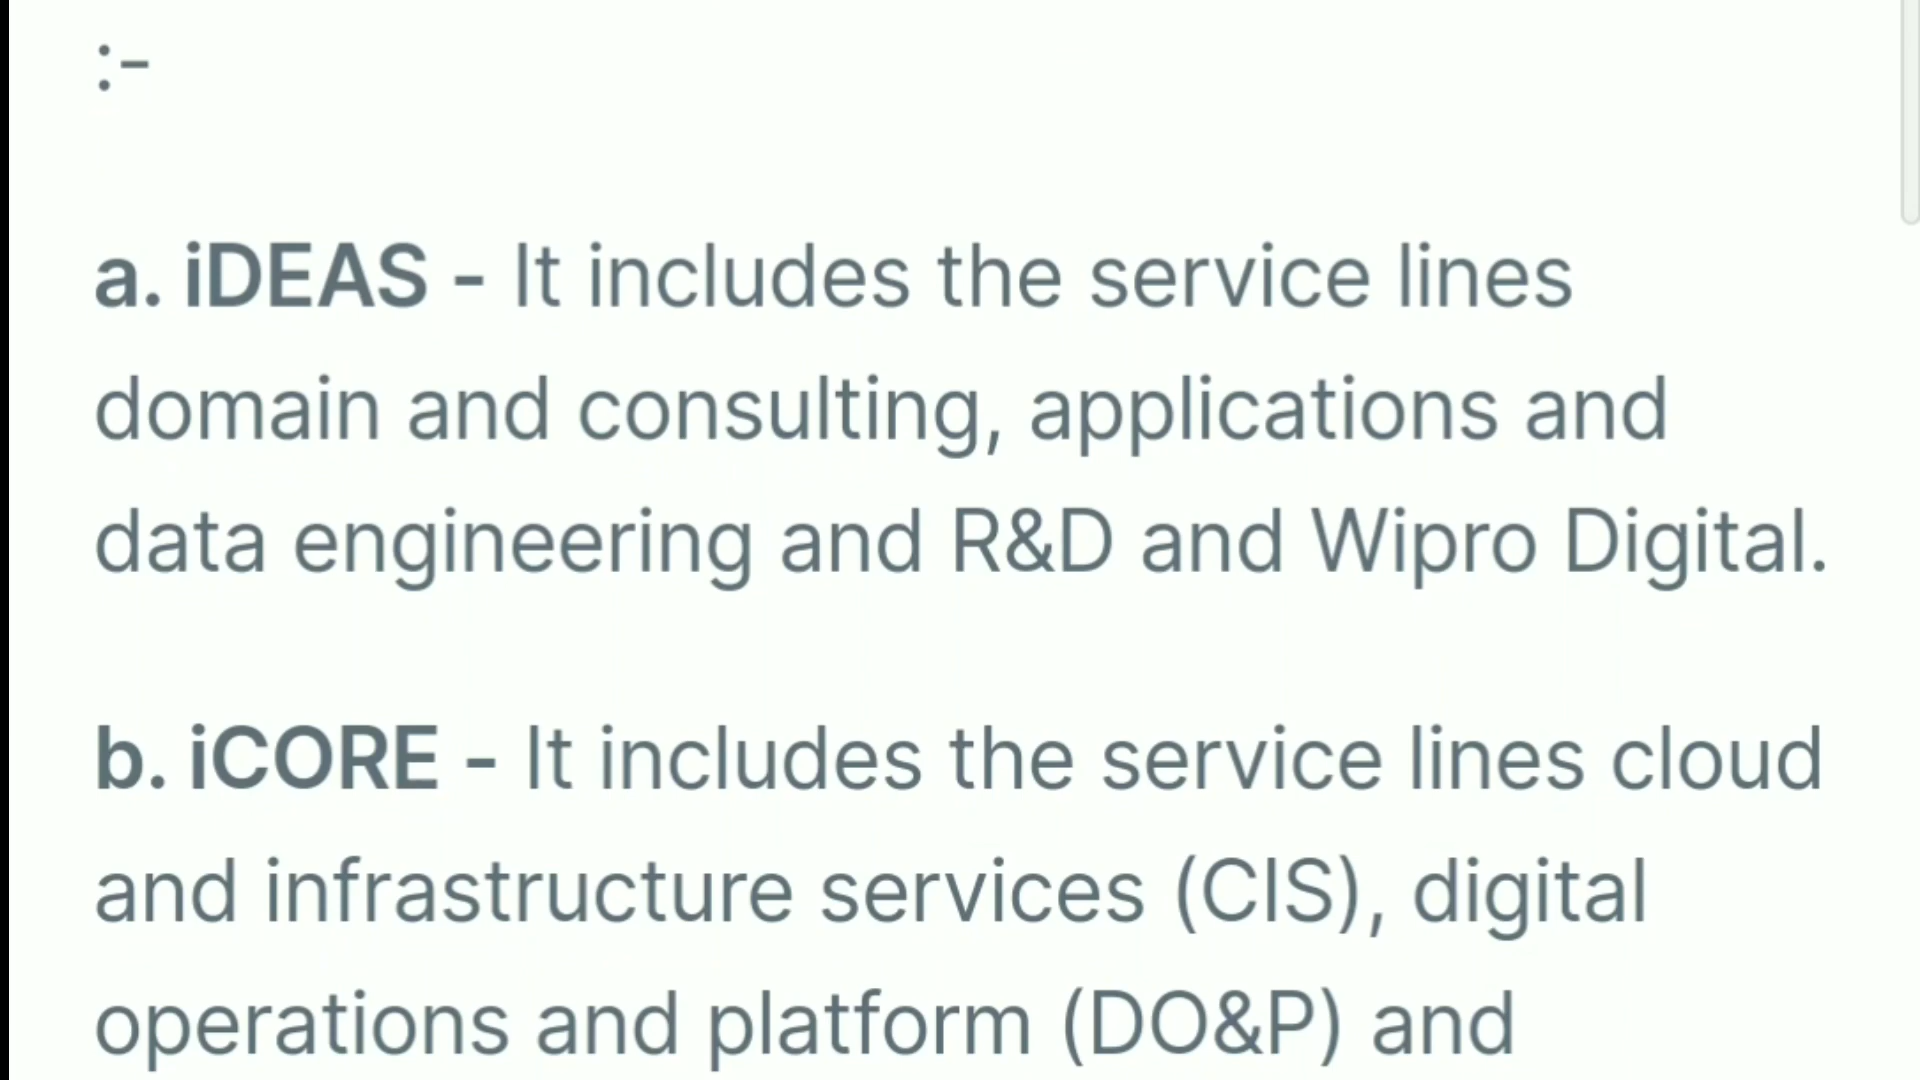 :-
a. iDEAS - It includes the service lines
domain and consulting, applications and
data engineering and R&D and Wipro Digital.
b. iCORE - It includes the service lines cloud
and infrastructure services (CIS), digital
operations and platform (DO&P) and